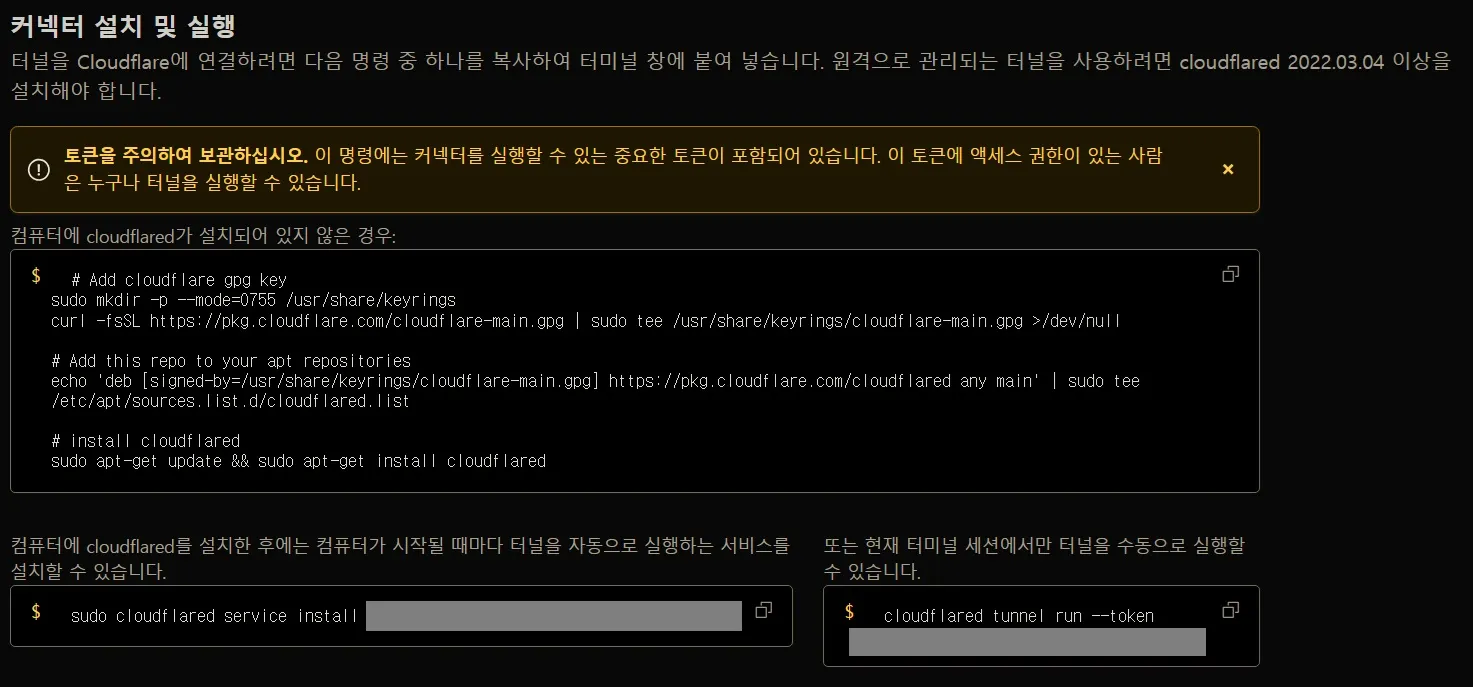 커넥터 설치 및 실행
터널을 Cloudflare에 연결하려면 다음 명령 중 하나를 복사하여 터미널 창에 붙여 넣습니다. 원격으로 관리되는 터널을 사용하려면 cloudflared 2022.03.04 이상을
설치해야 합니다.
토큰을 주의하여 보관하십시오. 이 명령에는 커넥터를 실행할 수 있는 중요한 토큰이 포함되어 있습니다. 이 토큰에 액세스 권한이 있는 사람
은 누구나 터널을 실행할 수 있습니다.
컴퓨터에 cloudflared가 설치되어 있지 않은 경우:
$ # Add cloudflare gpg key
sudo mkdir -p --mode=0755 /usr/share/keyrings
curl -fsSL https://pkg.cloudflare.com/cloudflare-main.gpg | sudo tee /usr/share/keyrings/cloudflare-main.gpg >/dev/null
# Add this repo to your apt repositories
echo 'deb [signed-by=/usr/share/keyrings/cloudflare-main.gpg] https://pkg.cloudflare.com/cloudflared any main' | sudo tee
/etc/apt/sources.list.d/cloudflared.list
# install cloudflared
sudo apt-get update && sudo apt-get install cloudflared
컴퓨터에 cloudflared를 설치한 후에는 컴퓨터가 시작될 때마다 터널을 자동으로 실행하는 서비스를
설치할 수 있습니다.
$ sudo cloudflared service install
또는 현재 터미널 세션에서만 터널을 수동으로 실행할
수 있습니다.
$ cloudflared tunnel run --token